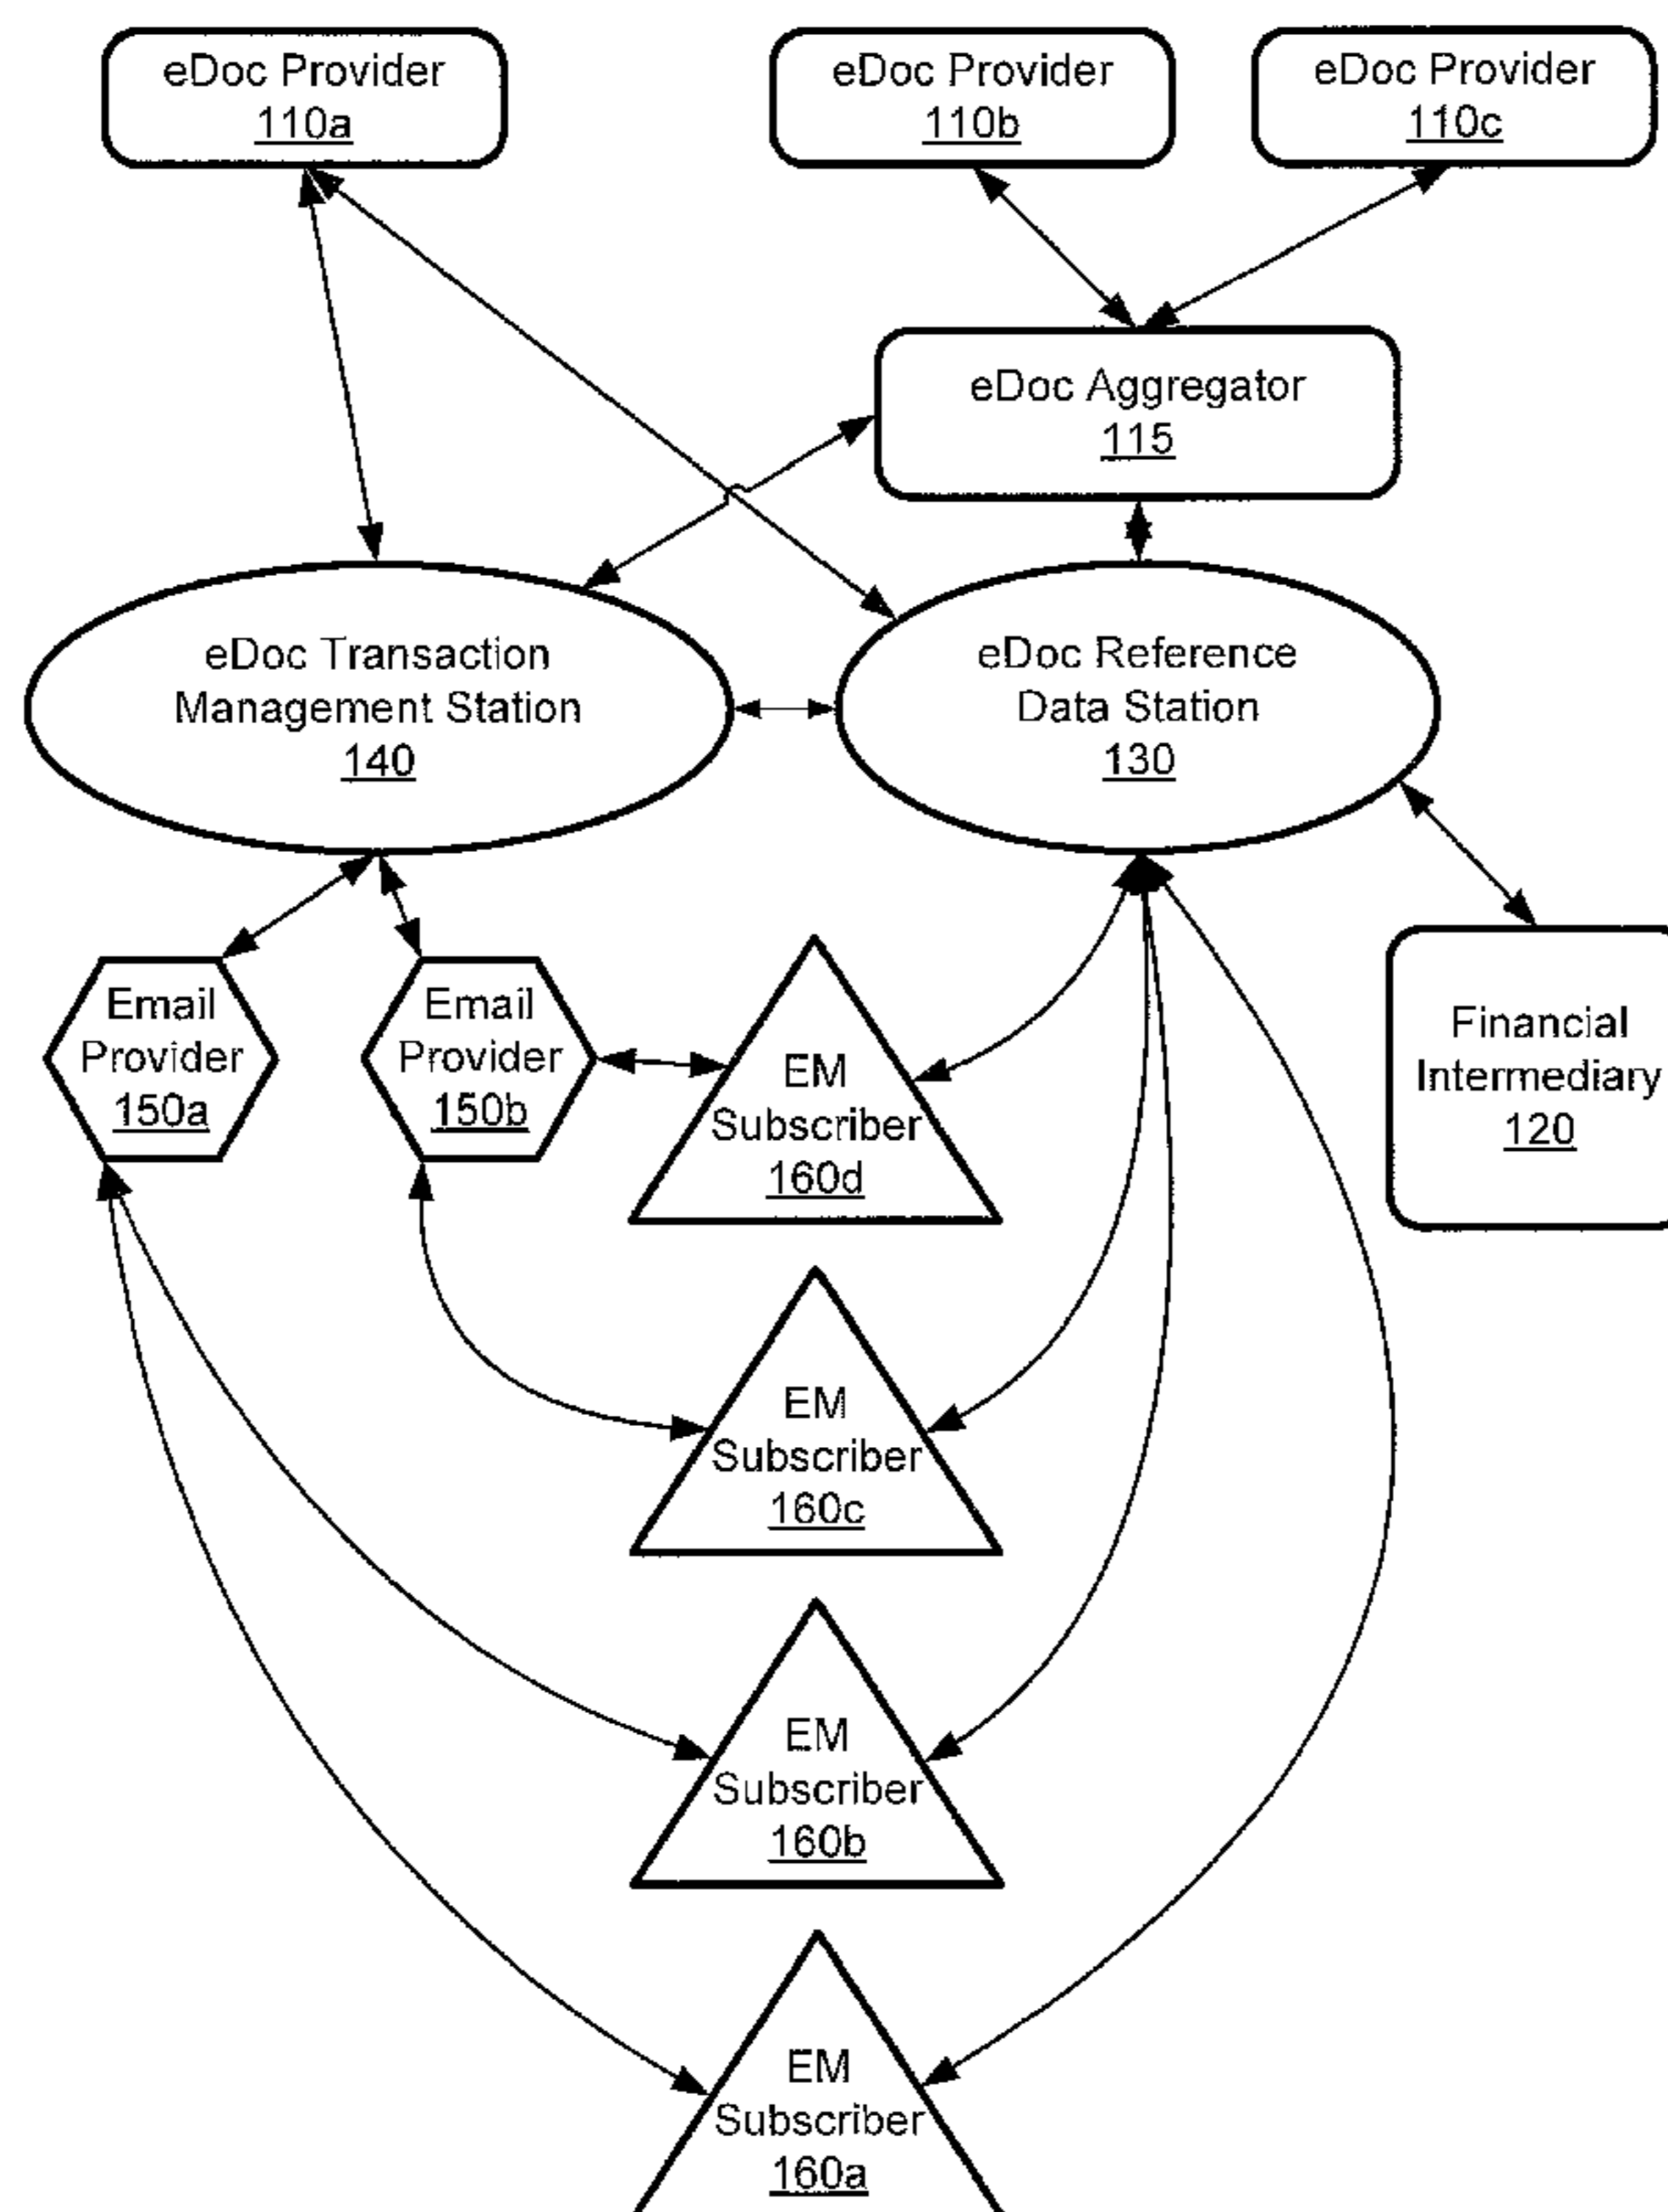 eDoc Provider
110a
eDoc Provider
110b
eDoc Provider
110c
eDoc Aggregator
115
eDoc Transaction
Management Station
140
eDoc Reference
Data Station
130
Email
Provider
150a
Email
Provider
150b
EM
Subscriber
160d
Financial
Intermediary
120
EM
Subscriber
160c
EM
Subscriber
160b
EM
Subscriber
160a